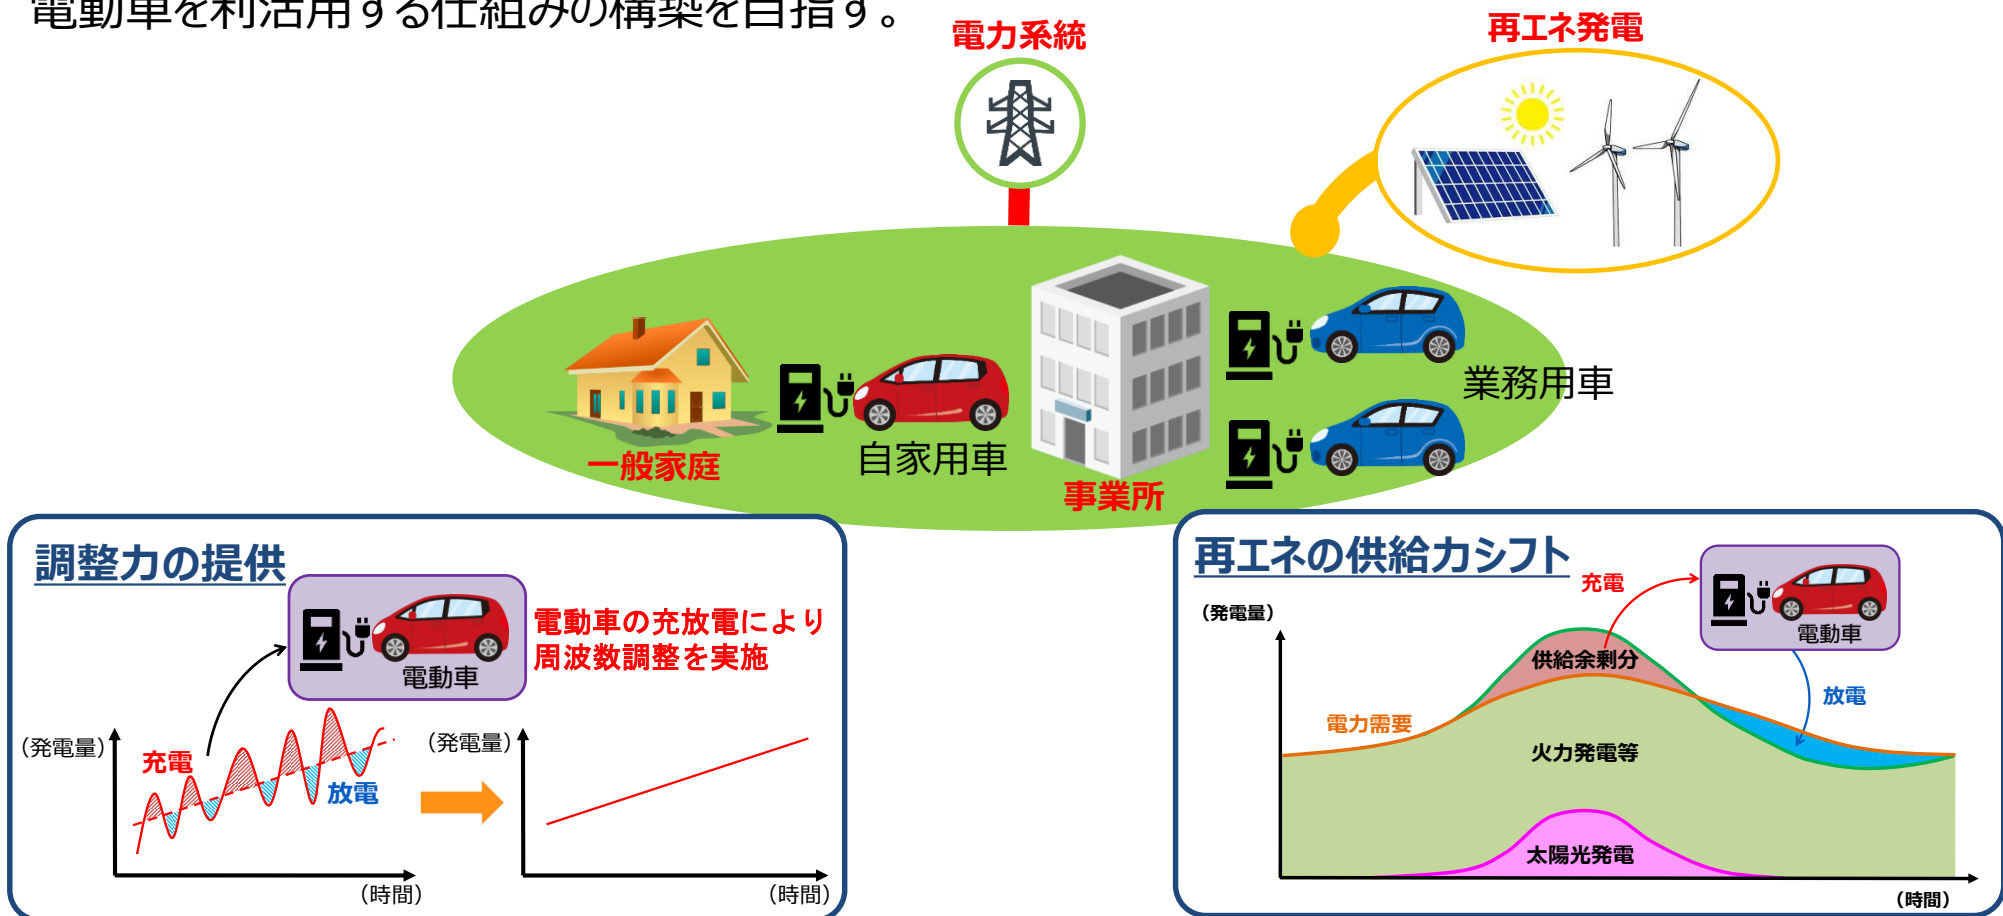 電動車を利活用する仕組みの構築を目指す。
電力系統
再エネ発電
一般家庭
自家用車
事業所
業務用車
調整力の提供
電動車
電動車の充放電により
周波数調整を実施
（発電量）
充電
放電
（時間）
（発電量）
（時間）
再エネの供給力シフト
（発電量）
充電
電動車
放電
供給余剰分
電力需要
火力発電等
太陽光発電
（時間）